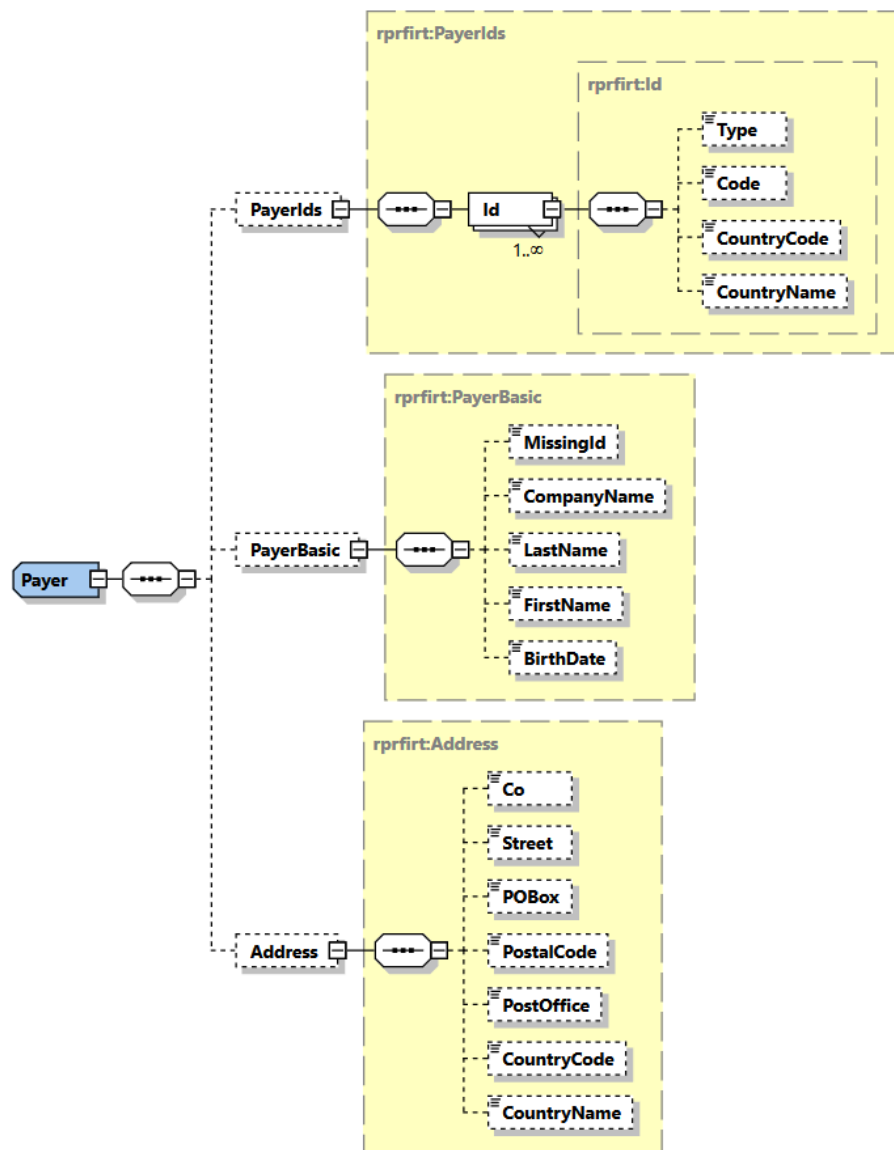 rprfirt:PayerIds
rprfirt:Id
Type
Code
PayerIds
Id
CountryCode
1..∞
CountryName
rprfirt:PayerBasic
MissingId
CompanyName
PayerBasic
LastName
Payer
FirstName
BirthDate
rprfirt:Address
Co
Street
POBox
Address
PostalCode
PostOffice
CountryCode
CountryName